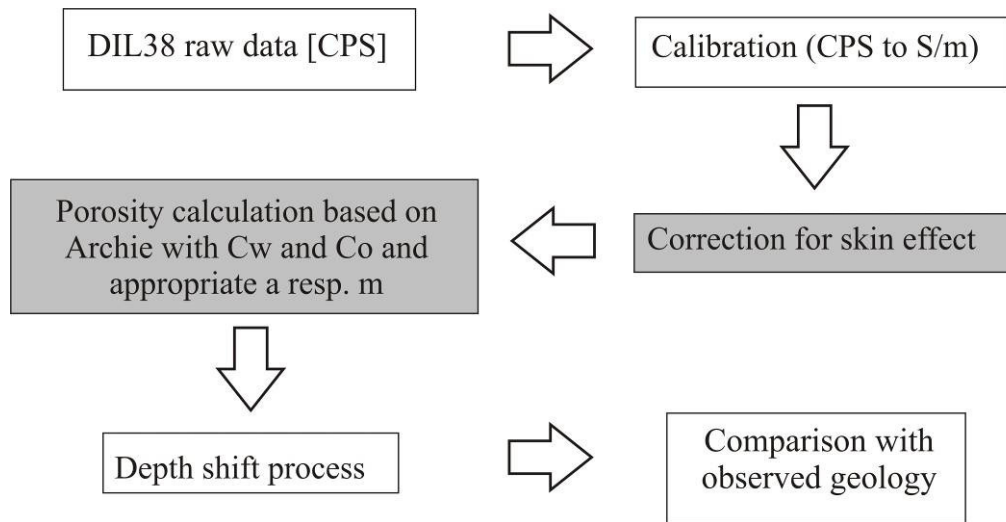 DIL38 raw data [CPS]
Calibration (CPS to S/m)
Correction for skin effect
Porosity calculation based on
Archie with Cw and Co and
appropriate a resp. m
Depth shift process
Comparison with
observed geology